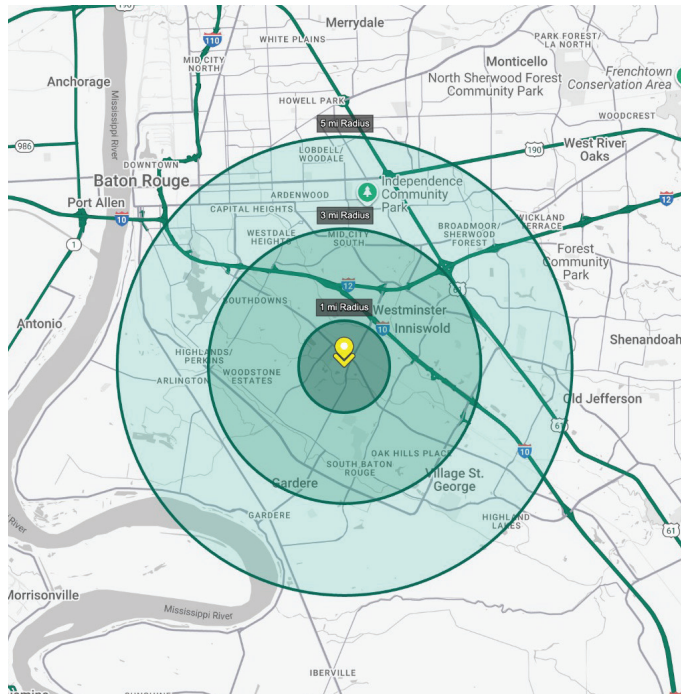 190
Merrydale
110
WHITE PLAINS
PARK FOREST/
LA NORTH
MID CITY
NORTH
Monticello
Anchorage
North Sherwood Forest
Community Park
Frenchtown
Conservation Area
Mississippi River
HOWELL PARK
WOODCREST
5 mi Radius
986
190
LOBDELL/
WOODALE
West River
Oaks
DOWNTOWN
Baton Rouge
Independence
Community
Park
ARDENWOOD
Port Allen
12
CAPITAL HEIGHTS
3 mi Radius
10
WICKLAND
TERRACE
BROADMOOR/
SHERWOOD
FOREST
WESTDALE
HEIGHTS
MID CITY
SOUTH
1
Forest
Community
Park
12
61
SOUTHDOWNS
1 mi Radius
Westminster
Antonio
10
Inniswold
Shenandoah
HIGHLANDS/
PERKINS
WOODSTONE
ESTATES
ARLINGTON
Old Jefferson
61
OAK HILLS PLACE
10
SOUTH BATON
ROUGE
Village St.
George
Gardere
GARDERE
HIGHLAND
LAKES
River
61
Morrisonville
Mississippi River
IBERVILLE